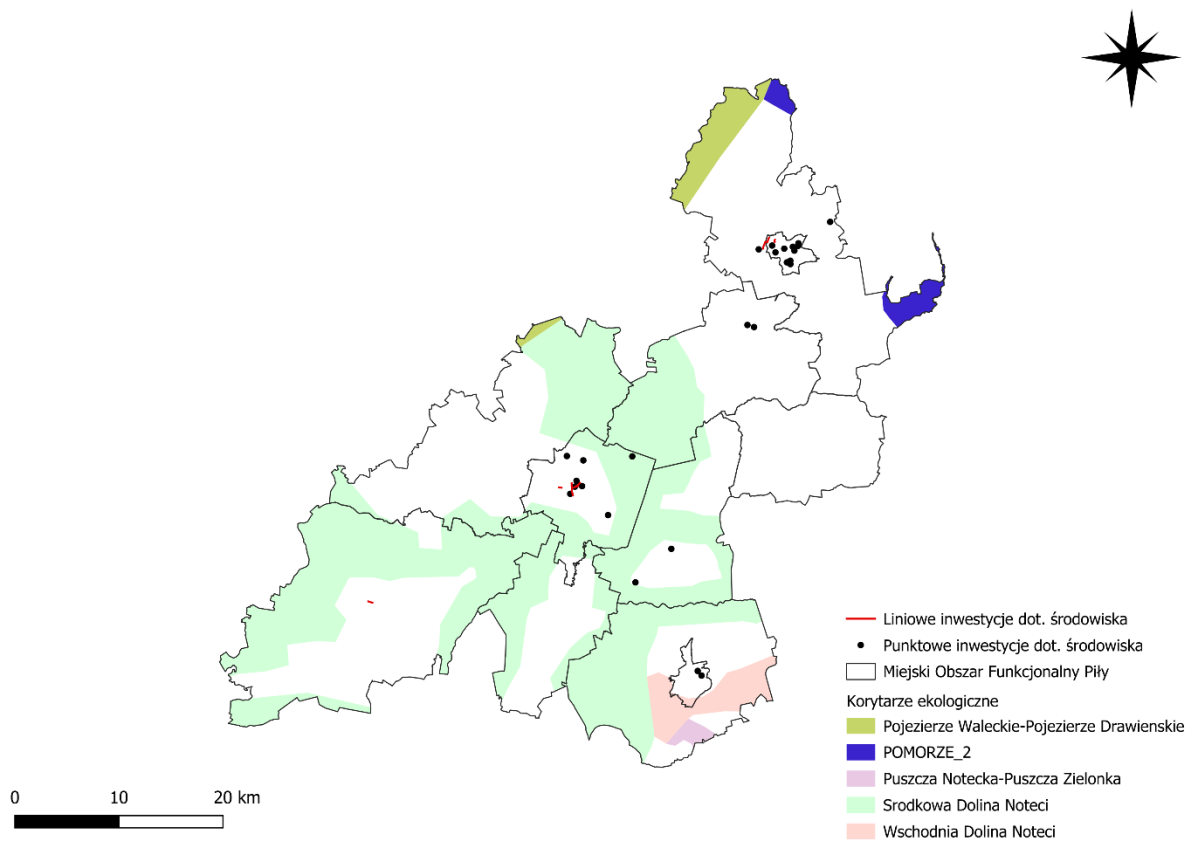 Liniowe inwestycje dot. środowiska
Punktowe inwestycje dot. środowiska
Miejski Obszar Funkcjonalny Piły
Korytarze ekologiczne
Pojezierze Waleckie-Pojezierze Drawienskie
POMORZE_2
Puszcza Notecka-Puszcza Zielonka
Srodkowa Dolina Noteci
Wschodnia Dolina Noteci
0 10 20 km